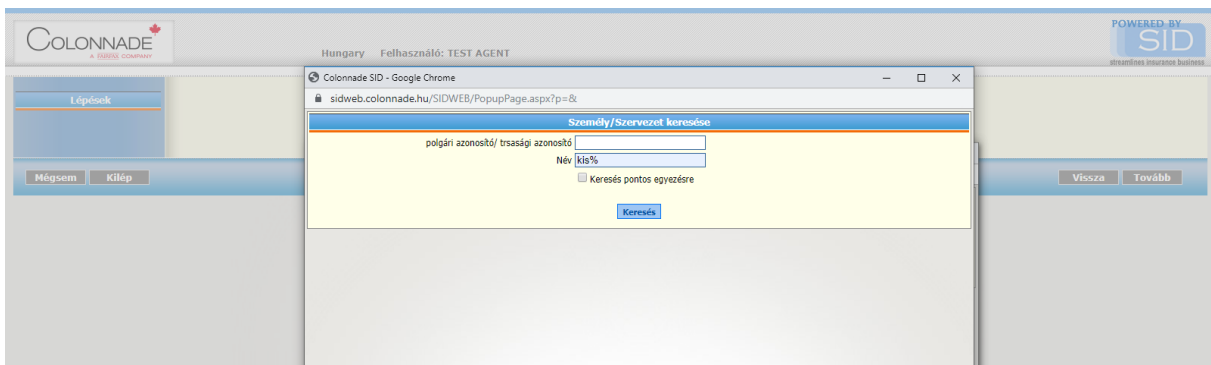 COLONNADE
A FAIRFAX COMPANY
Hungary Felhasználó: TEST AGENT
POWERED BY
SID
streamlines insurance business
Lépések
Mégsem Kilép
Vissza Tovább
Colonnade SID - Google Chrome
sidweb.colonnade.hu/SIDWEB/PopupPage.aspx?p=&
Személy/Szervezet keresése
polgári azonosító/ trsasági azonosító
Név kis%
Keresés pontos egyezésre
Keresés